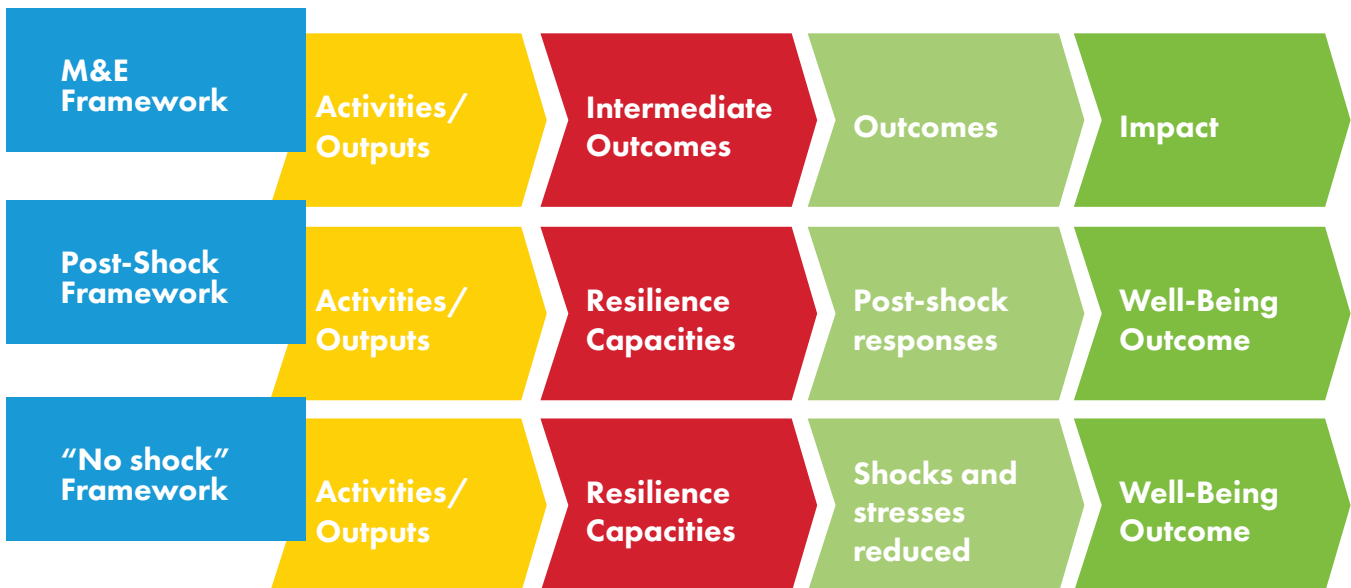 M&E
Framework
Activities/
Outputs
Intermediate
Outcomes
Outcomes
Impact
Post-Shock
Framework
Activities/
Outputs
Resilience
Capacities
Post-shock
responses
Well-Being
Outcome
“No shock”
Framework
Activities/
Outputs
Resilience
Capacities
Shocks and
stresses
reduced
Well-Being
Outcome